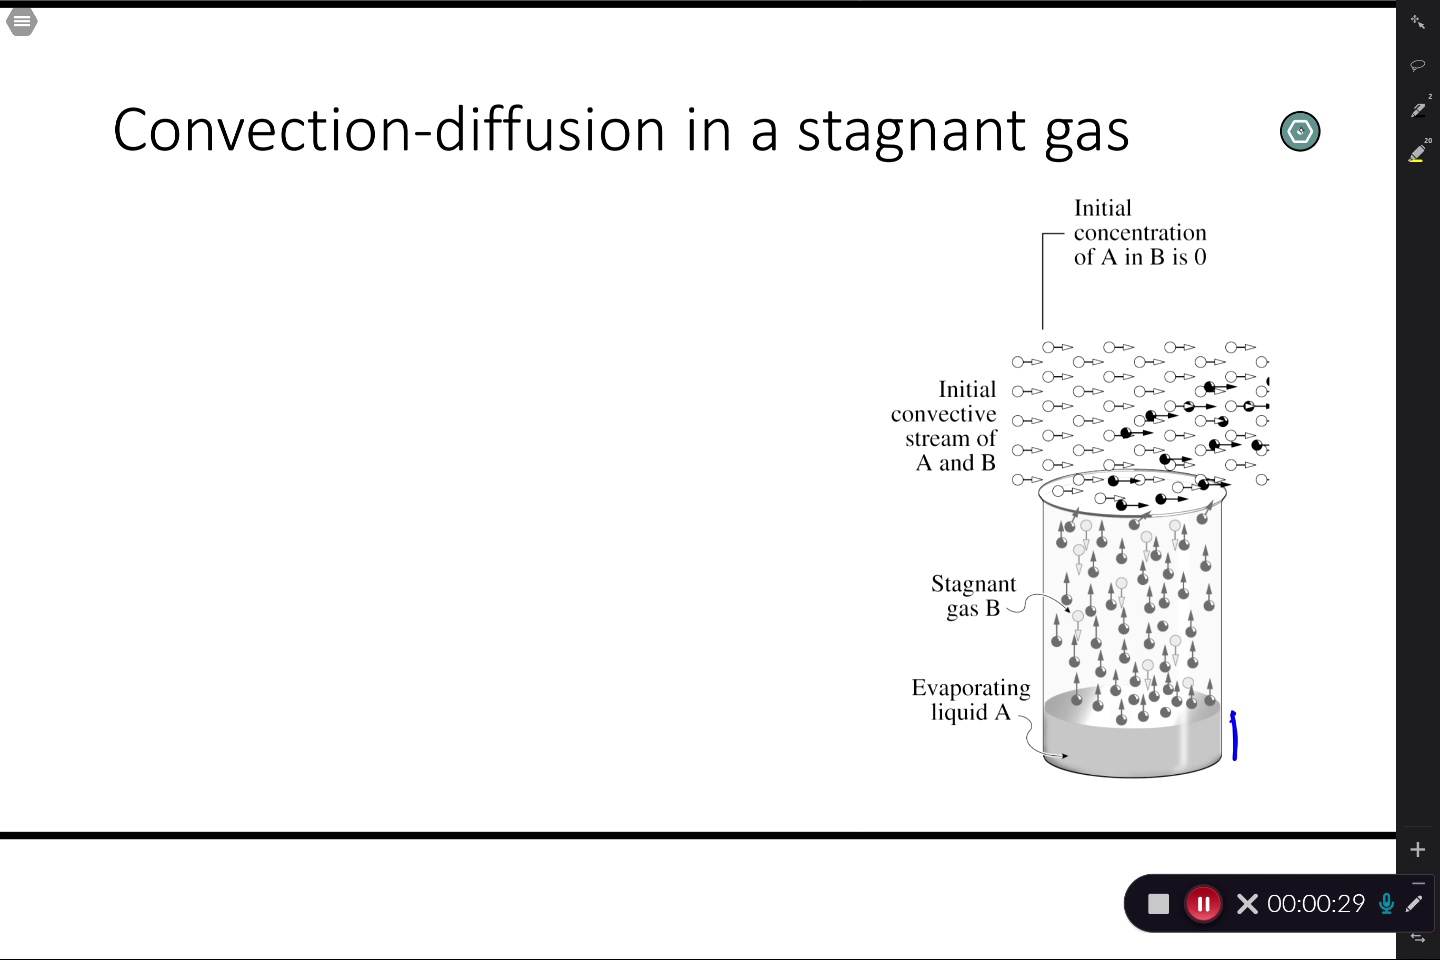 Convection-diffusion in a stagnant gas
Initial
concentration
of A in B is 0
Initial
convective
stream of
A and B
Stagnant
gas B
Evaporating
liquid A
2
20
00:00:29